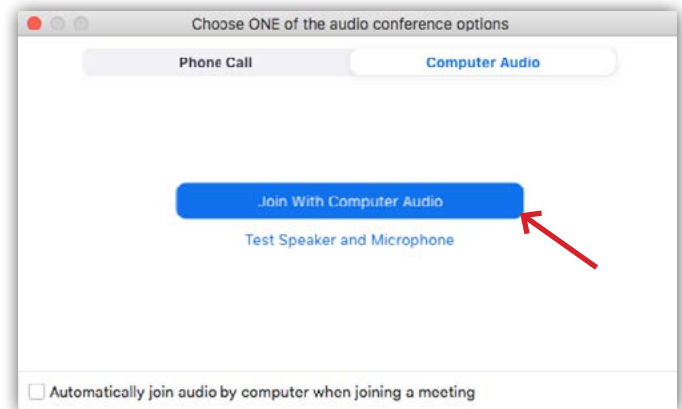 Choose ONE of the audio conference options
Phone Call
Computer Audio
Join With Computer Audio
Test Speaker and Microphone
Automatically join audio by computer when joining a meeting